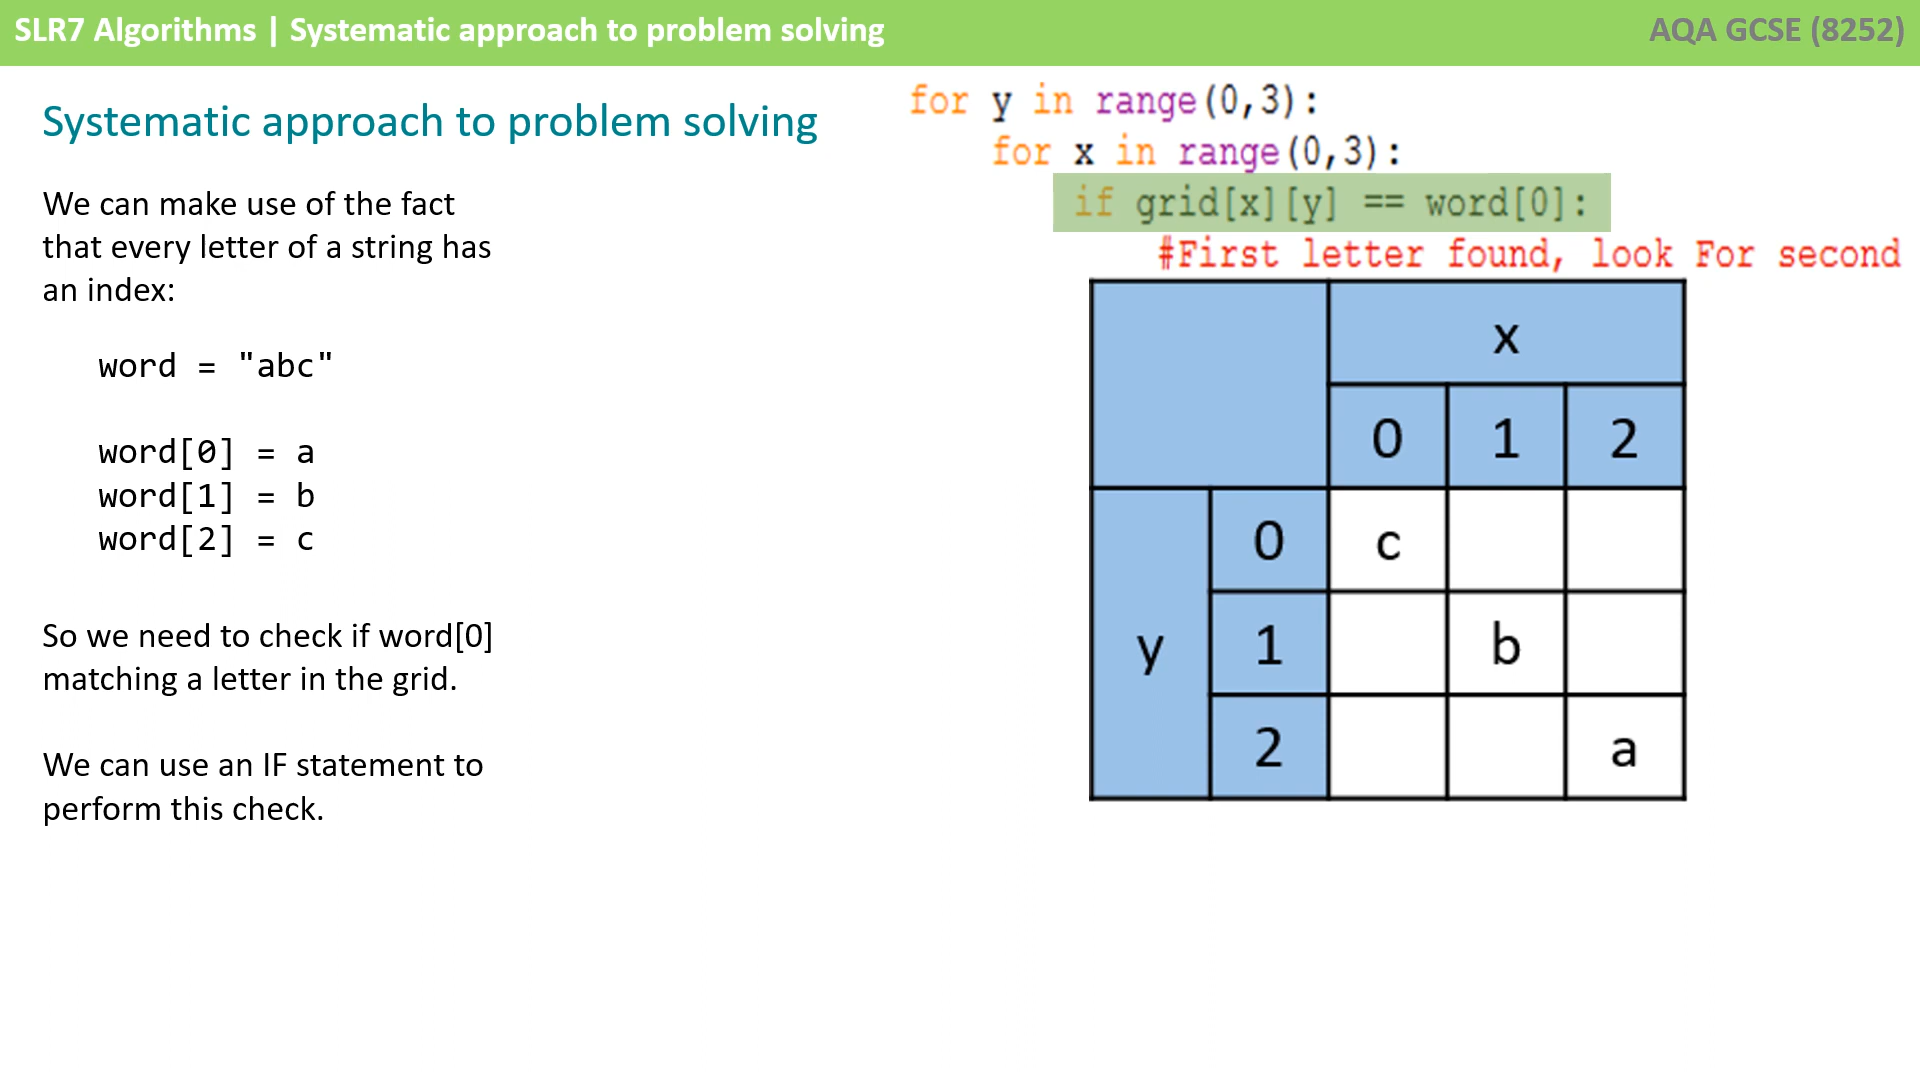 SLR7 Algorithms | Systematic approach to problem solving
AQA GCSE (8252)
Systematic approach to problem solving
We can make use of the fact
that every letter of a string has
an index:
word = "abc"
word[0] = a
word[1] = b
word[2] = c
So we need to check if word[0]
matching a letter in the grid.
We can use an IF statement to
perform this check.
for y in range(0,3):
for x in range(0,3):
if grid[x][y] == word[0]:
#First letter found, look For second
x
0 1 2
0 c
y 1 b
2 a